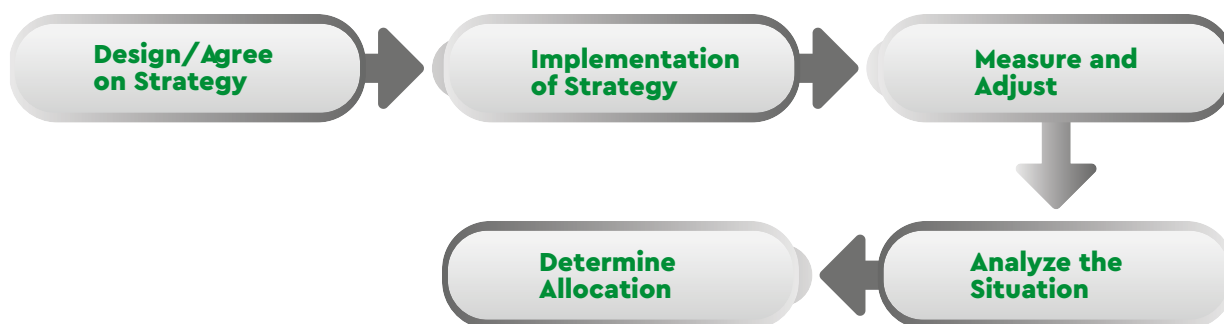 Design/Agree
on Strategy
Implementation
of Strategy
Measure and
Adjust
Analyze the
Situation
Determine
Allocation